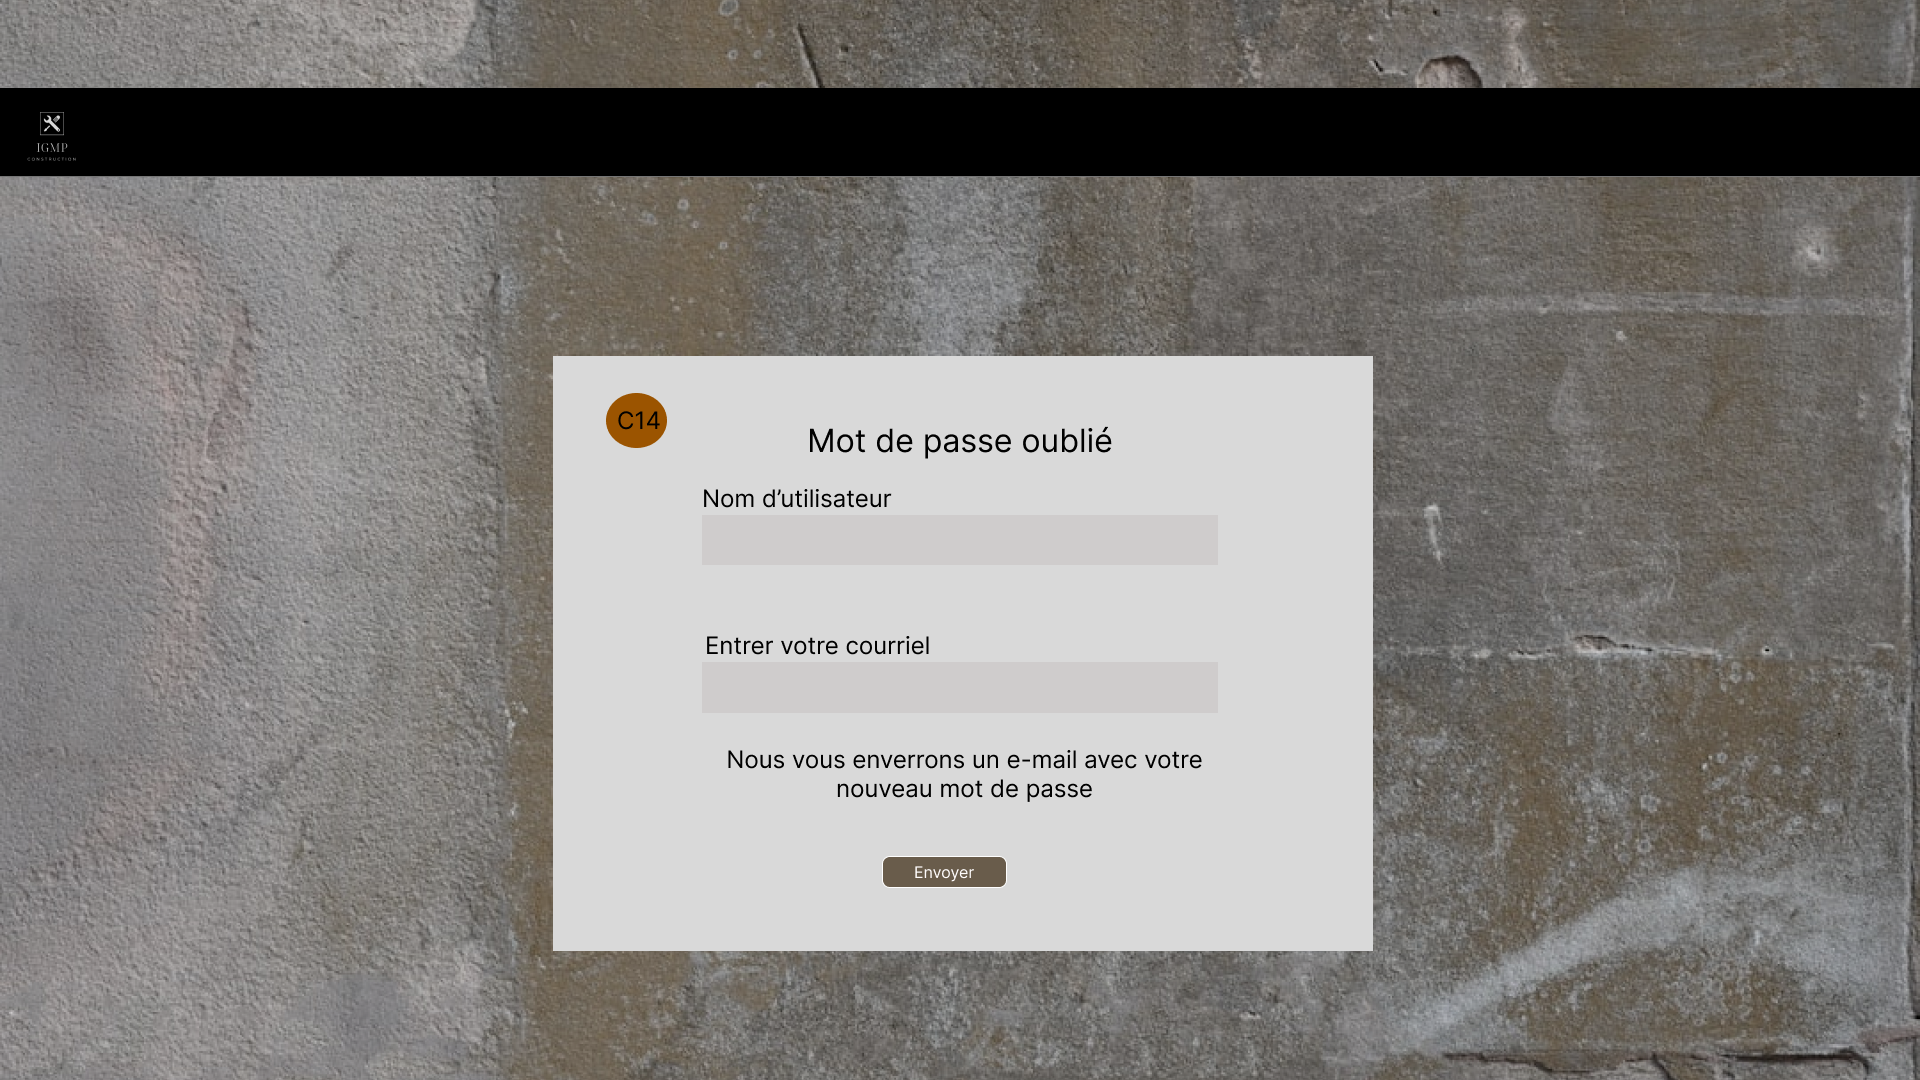 IGMP
CONSTRUCTION
C14
Mot de passe oublié
Nom d’utilisateur
Entrer votre courriel
Nous vous enverrons un e-mail avec votre
nouveau mot de passe
Envoyer